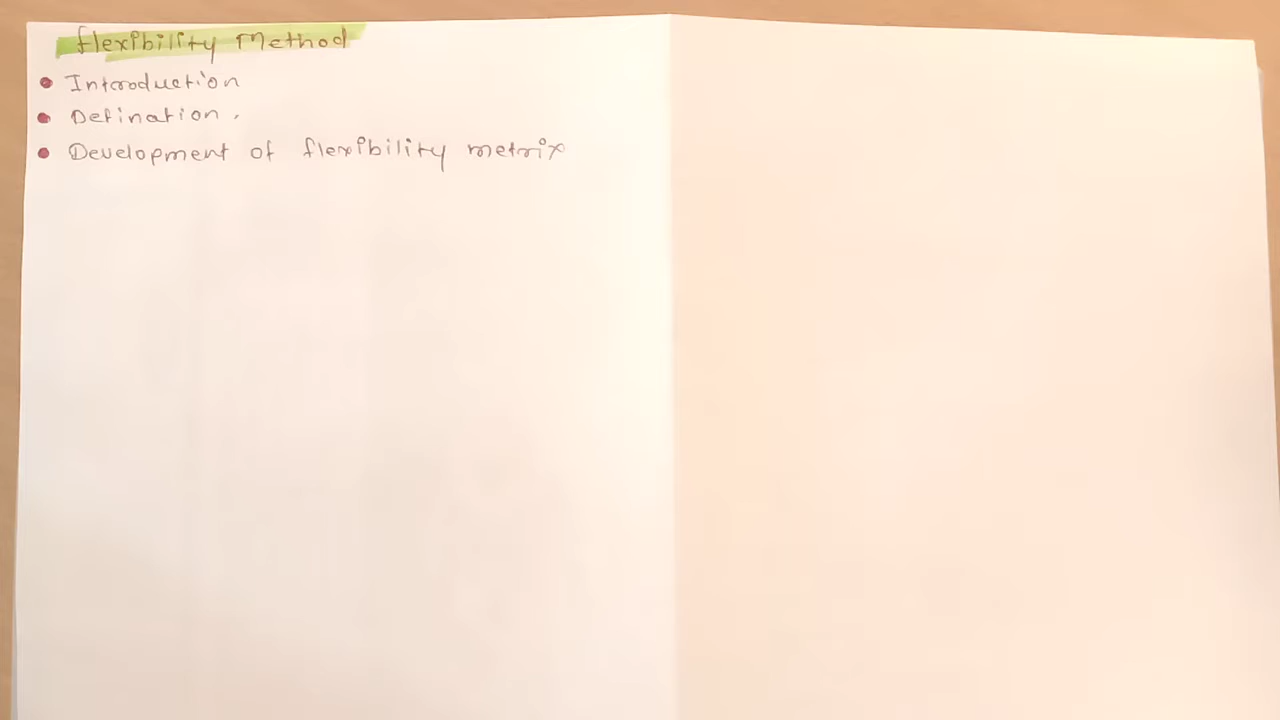 flexibility Method
Introduction
Defination.
Development of flexibility metrix